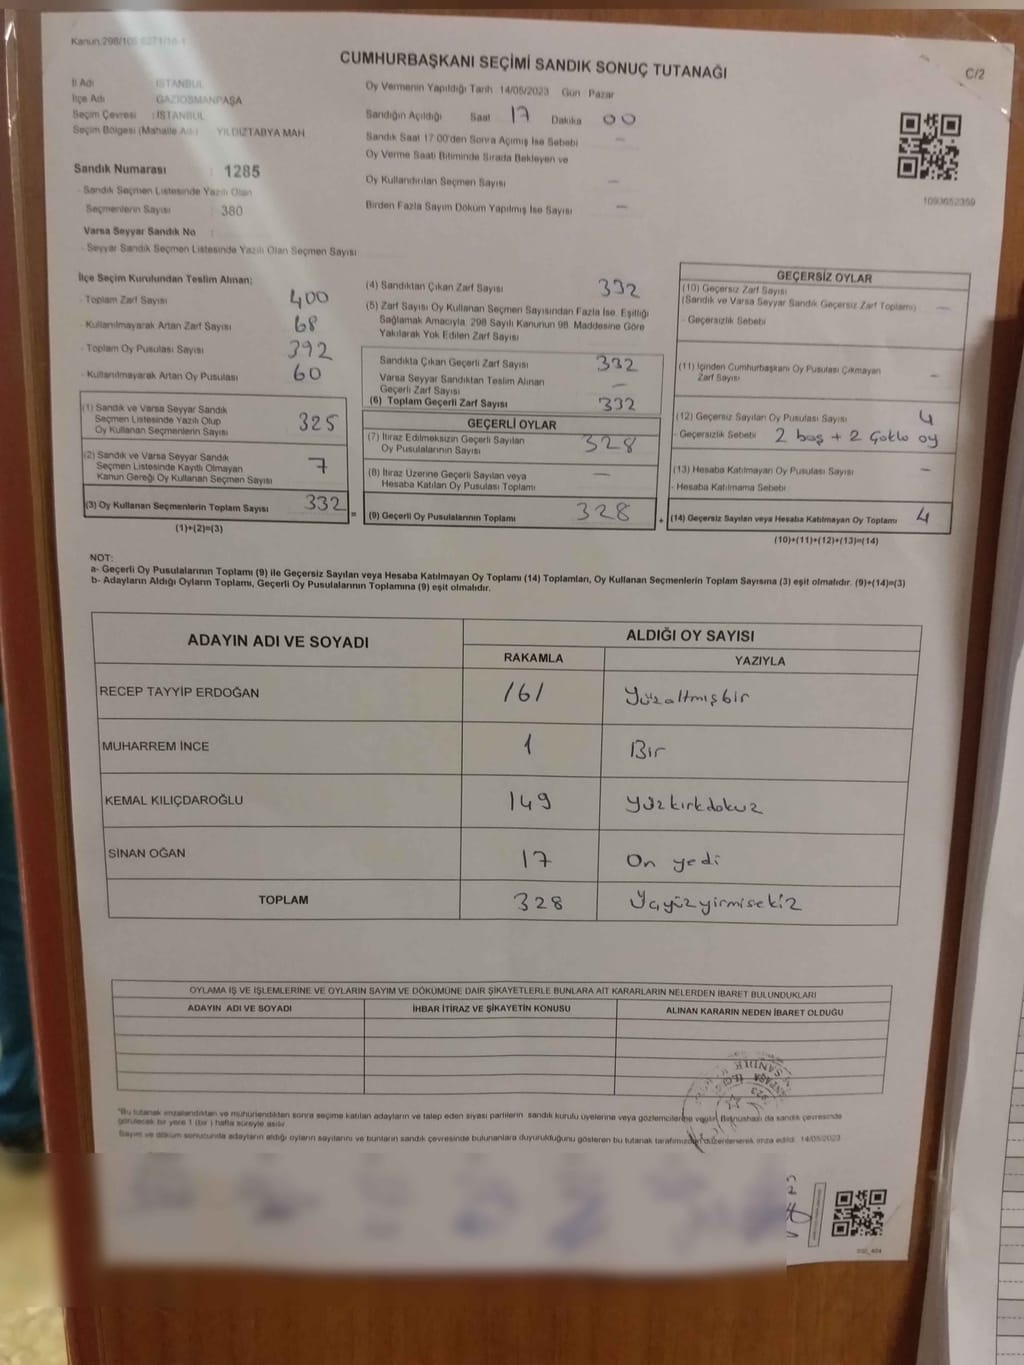 Kanun:298/105 6271/16-1
CUMHURBAŞKANI SEÇİMİ SANDIK SONUÇ TUTANAĞI
C/2
İl Adı : İSTANBUL
İlçe Adı GAZİOSMANPAŞA
Seçim Çevresi : İSTANBUL
Seçim Bölgesi (Mahalle Adı) YILDIZTABYA MAH
Sandık Numarası : 1285
- Sandık Seçmen Listesinde Yazılı Olan
Seçmenlerin Sayısı : 380
Varsa Seyyar Sandık No :
- Seyyar Sandık Seçmen Listesinde Yazılı Olan Seçmen Sayısı
Oy Vermenin Yapıldığı Tarih 14/05/2023 Gün Pazar
Sandığın Açıldığı Saat 17 Dakika 00
Sandık Saat 17:00'den Sonra Açımış İse Sebebi —
Oy Verme Saati Bitiminde Sırada Bekleyen ve
Oy Kullandırılan Seçmen Sayısı —
Birden Fazla Sayım Döküm Yapılmış İse Sayısı —
1093652359
İlçe Seçim Kurulundan Teslim Alınan;
- Toplam Zarf Sayısı 400
- Kullanılmayarak Artan Zarf Sayısı 68
- Toplam Oy Pusulası Sayısı 392
- Kullanılmayarak Artan Oy Pusulası 60
(1) Sandık ve Varsa Seyyar Sandık
Seçmen Listesinde Yazılı Olup
Oy Kullanan Seçmenlerin Sayısı 325
(2) Sandık ve Varsa Seyyar Sandık
Seçmen Listesinde Kayıtlı Olmayan
Kanun Gereği Oy Kullanan Seçmen Sayısı 7
(3) Oy Kullanan Seçmenlerin Toplam Sayısı 332
(1)+(2)=(3)
=
(4) Sandıktan Çıkan Zarf Sayısı 332
(5) Zarf Sayısı Oy Kullanan Seçmen Sayısından Fazla İse, Eşitliği
Sağlamak Amacıyla, 298 Sayılı Kanunun 98. Maddesine Göre
Yakılarak Yok Edilen Zarf Sayısı
Sandıkta Çıkan Geçerli Zarf Sayısı 332
Varsa Seyyar Sandıktan Teslim Alınan
Geçerli Zarf Sayısı —
(6) Toplam Geçerli Zarf Sayısı 332
GEÇERLİ OYLAR
(7) İtiraz Edilmeksizin Geçerli Sayılan
Oy Pusulalarının Sayısı 328
(8) İtiraz Üzerine Geçerli Sayılan veya
Hesaba Katılan Oy Pusulası Toplamı —
(9) Geçerli Oy Pusulalarının Toplamı 328
+
GEÇERSİZ OYLAR
(10) Geçersiz Zarf Sayısı
(Sandık ve Varsa Seyyar Sandık Geçersiz Zarf Toplamı) —
- Geçersizlik Sebebi
(11) İçinden Cumhurbaşkanı Oy Pusulası Çıkmayan
Zarf Sayısı —
(12) Geçersiz Sayılan Oy Pusulası Sayısı 4
- Geçersizlik Sebebi 2 boş + 2 Çoklu oy
(13) Hesaba Katılmayan Oy Pusulası Sayısı —
- Hesaba Katılmama Sebebi
(14) Geçersiz Sayılan veya Hesaba Katılmayan Oy Toplamı 4
(10)+(11)+(12)+(13)=(14)
NOT:
a- Geçerli Oy Pusulalarının Toplamı (9) ile Geçersiz Sayılan veya Hesaba Katılmayan Oy Toplamı (14) Toplamları, Oy Kullanan Seçmenlerin Toplam Sayısına (3) eşit olmalıdır. (9)+(14)=(3)
b- Adayların Aldığı Oyların Toplamı, Geçerli Oy Pusulalarının Toplamına (9) eşit olmalıdır.
ADAYIN ADI VE SOYADI ALDIĞI OY SAYISI
RAKAMLA YAZIYLA
RECEP TAYYİP ERDOĞAN 161 Yüzaltmışbir
MUHARREM İNCE 1 Bir
KEMAL KILIÇDAROĞLU 149 Yüzkırkdokuz
SİNAN OĞAN 17 On yedi
TOPLAM 328 Üçyüzyirmisekiz
OYLAMA İŞ VE İŞLEMLERİNE VE OYLARIN SAYIM VE DÖKÜMÜNE DAİR ŞİKAYETLERLE BUNLARA AİT KARARLARIN NELERDEN İBARET BULUNDUKLARI
ADAYIN ADI VE SOYADI İHBAR İTİRAZ VE ŞİKAYETİN KONUSU ALINAN KARARIN NEDEN İBARET OLDUĞU
*Bu tutanak imzalandıktan ve mühürlendikten sonra seçime katılan adayların ve talep eden siyasi partilerin sandık kurulu üyelerine veya gözlemcilerine verilir. Bir nüshası da sandık çevresinde
görülecek bir yere 1 (bir) hafta süreyle asılır
Sayım ve döküm sonucunda adayların aldığı oyların sayılarını ve bunların sandık çevresinde bulunanlara duyurulduğunu gösteren bu tutanak tarafımızdan düzenlenerek imza edildi. 14/05/2023